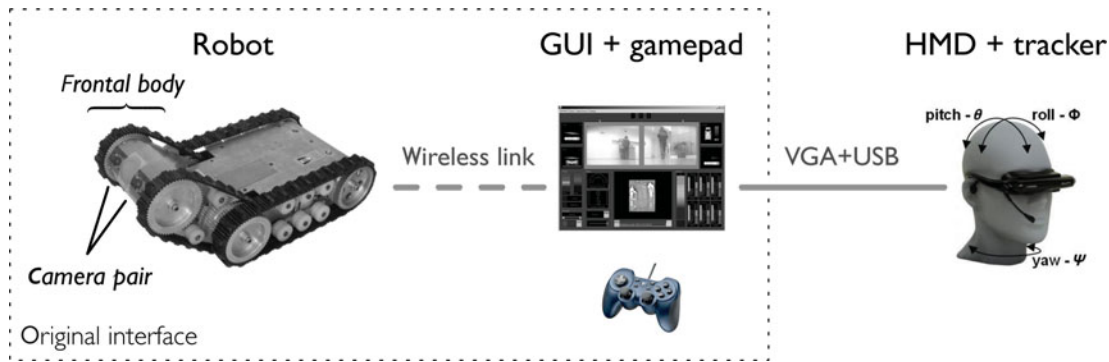 Robot
GUI + gamepad
HMD + tracker
Frontal body
pitch - θ
roll - Φ
Wireless link
VGA+USB
Camera pair
yaw - Ψ
Original interface